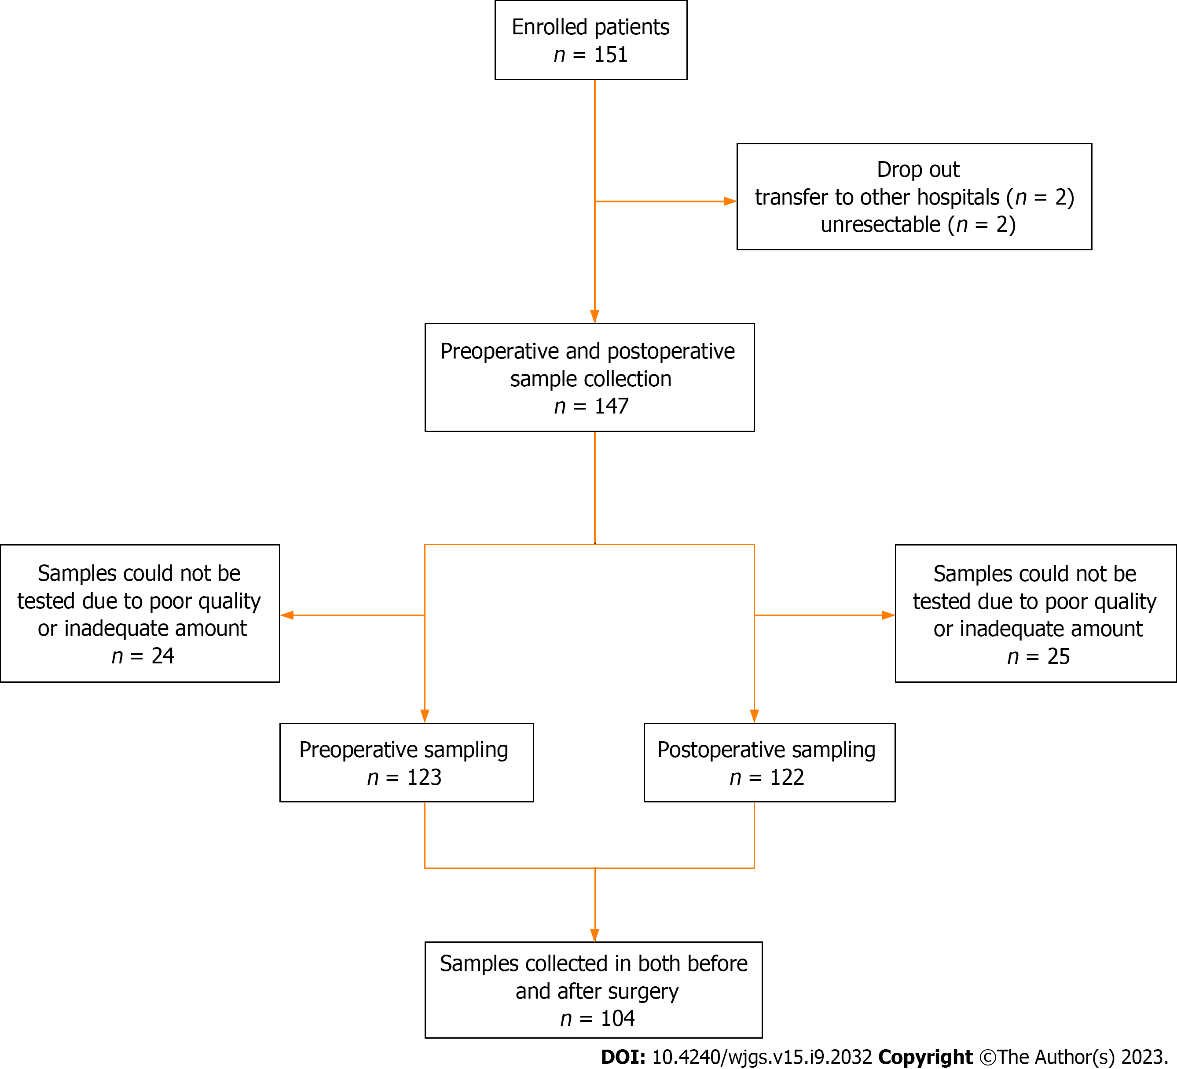 Enrolled patients
n = 151
Drop out
transfer to other hospitals (n = 2)
unresectable (n = 2)
Preoperative and postoperative
sample collection
n = 147
Samples could not be
tested due to poor quality
or inadequate amount
n = 24
Samples could not be
tested due to poor quality
or inadequate amount
n = 25
Preoperative sampling
n = 123
Postoperative sampling
n = 122
Samples collected in both before
and after surgery
n = 104
DOI: 10.4240/wjgs.v15.i9.2032 Copyright ©The Author(s) 2023.